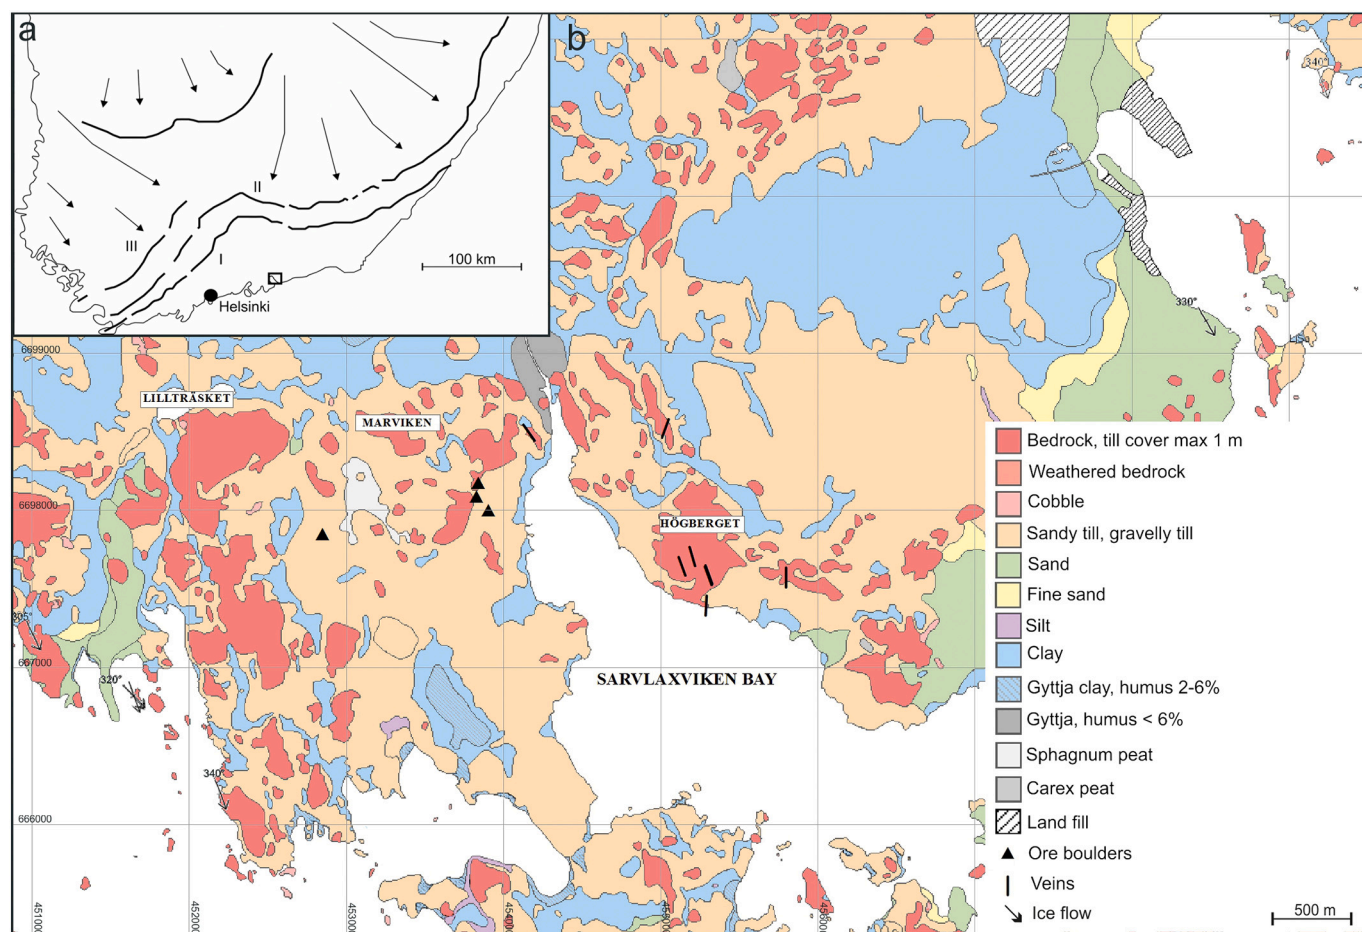 a
II
III
I
100 km
Helsinki
b
340°
330°
6699000
LILLTRÄSKET
MARVIKEN
6698000
HÖGBERGET
305°
667000
320°
SARVLAXVIKEN BAY
340°
666000
451000
452000
453000
454000
Bedrock, till cover max 1 m
Weathered bedrock
Cobble
Sandy till, gravelly till
Sand
Fine sand
Silt
Clay
Gyttja clay, humus 2-6%
Gyttja, humus < 6%
Sphagnum peat
Carex peat
Land fill
Ore boulders
Veins
Ice flow
500 m